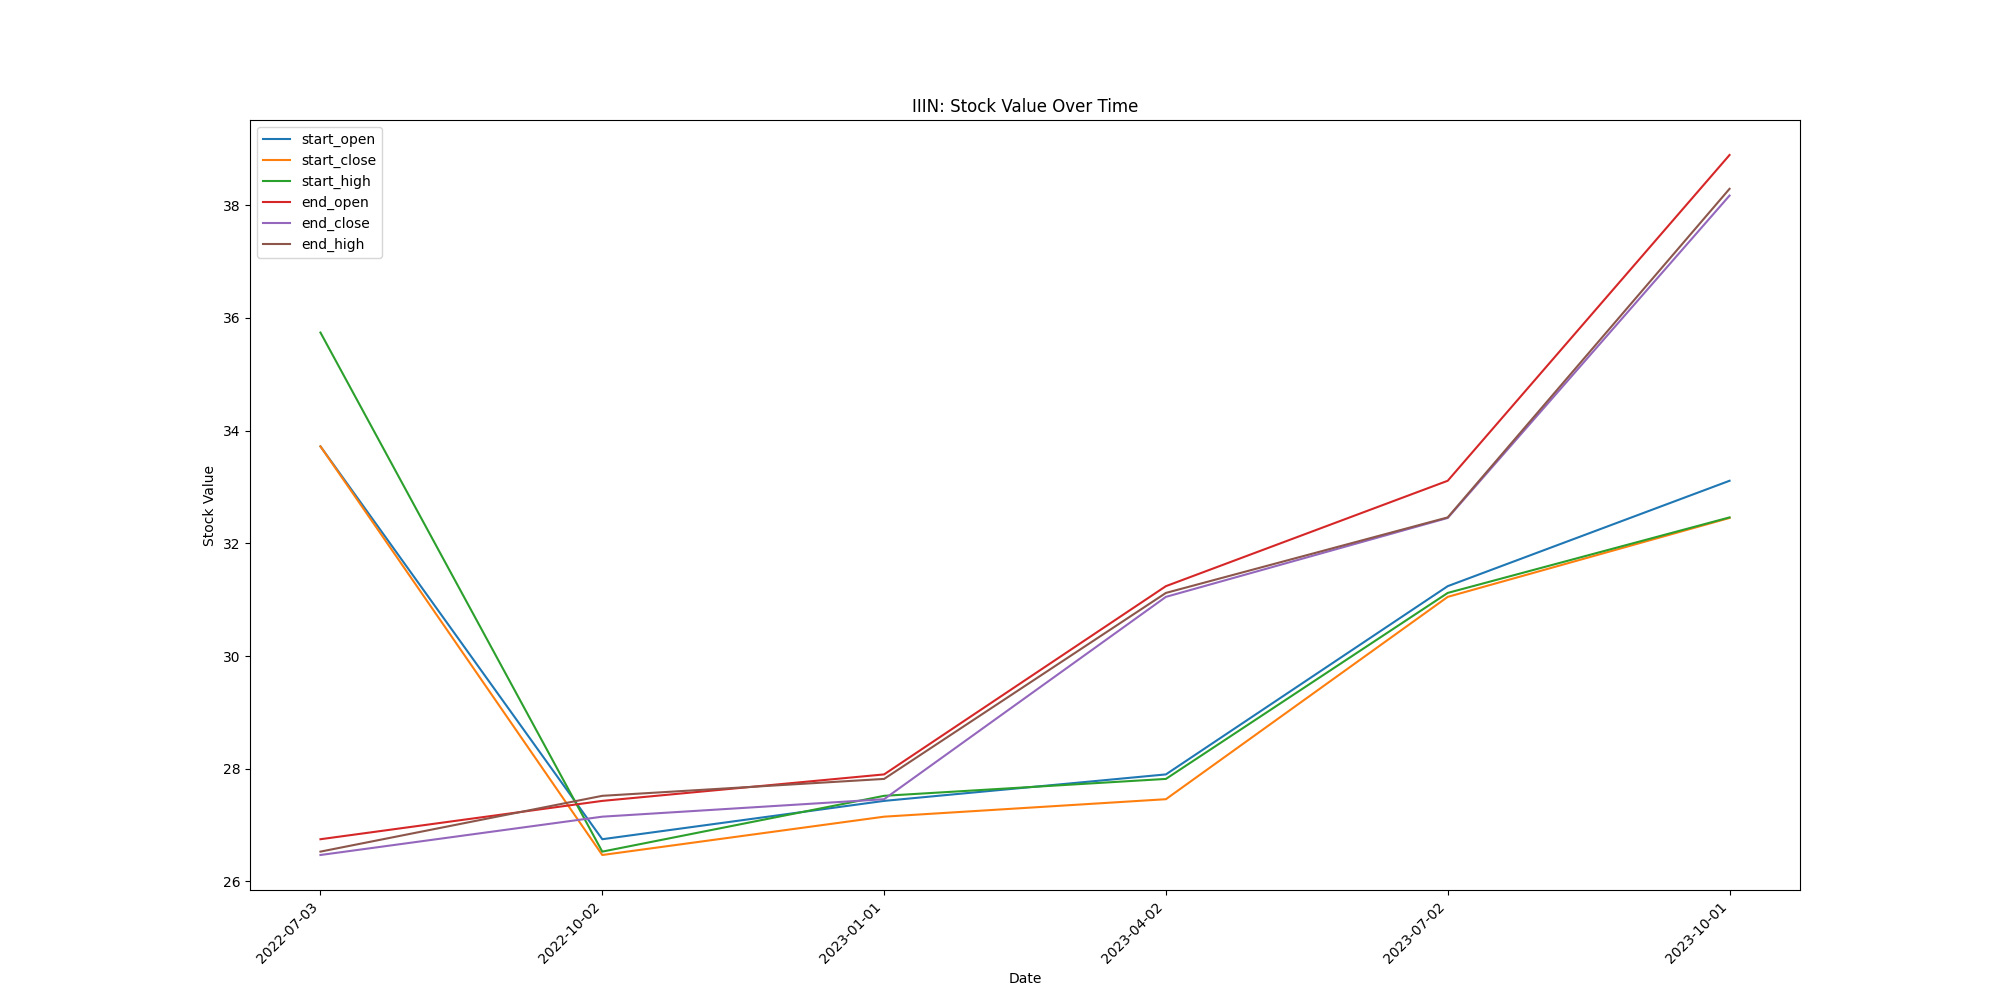 IIIN: Stock Value Over Time
start_open
start_close
start_high
end_open
end_close
end_high
38
36
34
32
30
28
26
Stock Value
2022-07-03
2022-10-02
2023-01-01
2023-04-02
2023-07-02
2023-10-01
Date